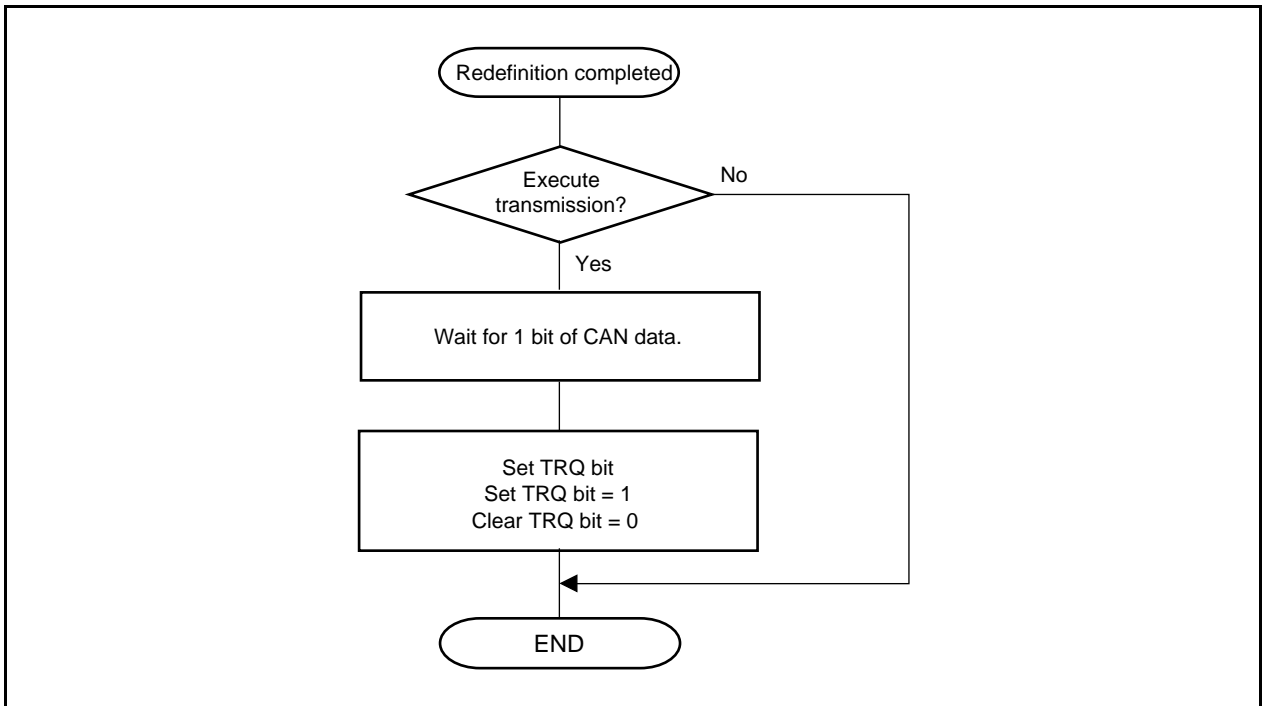 Redefinition completed
Execute
transmission?
No
Yes
Wait for 1 bit of CAN data.
Set TRQ bit
Set TRQ bit = 1
Clear TRQ bit = 0
END